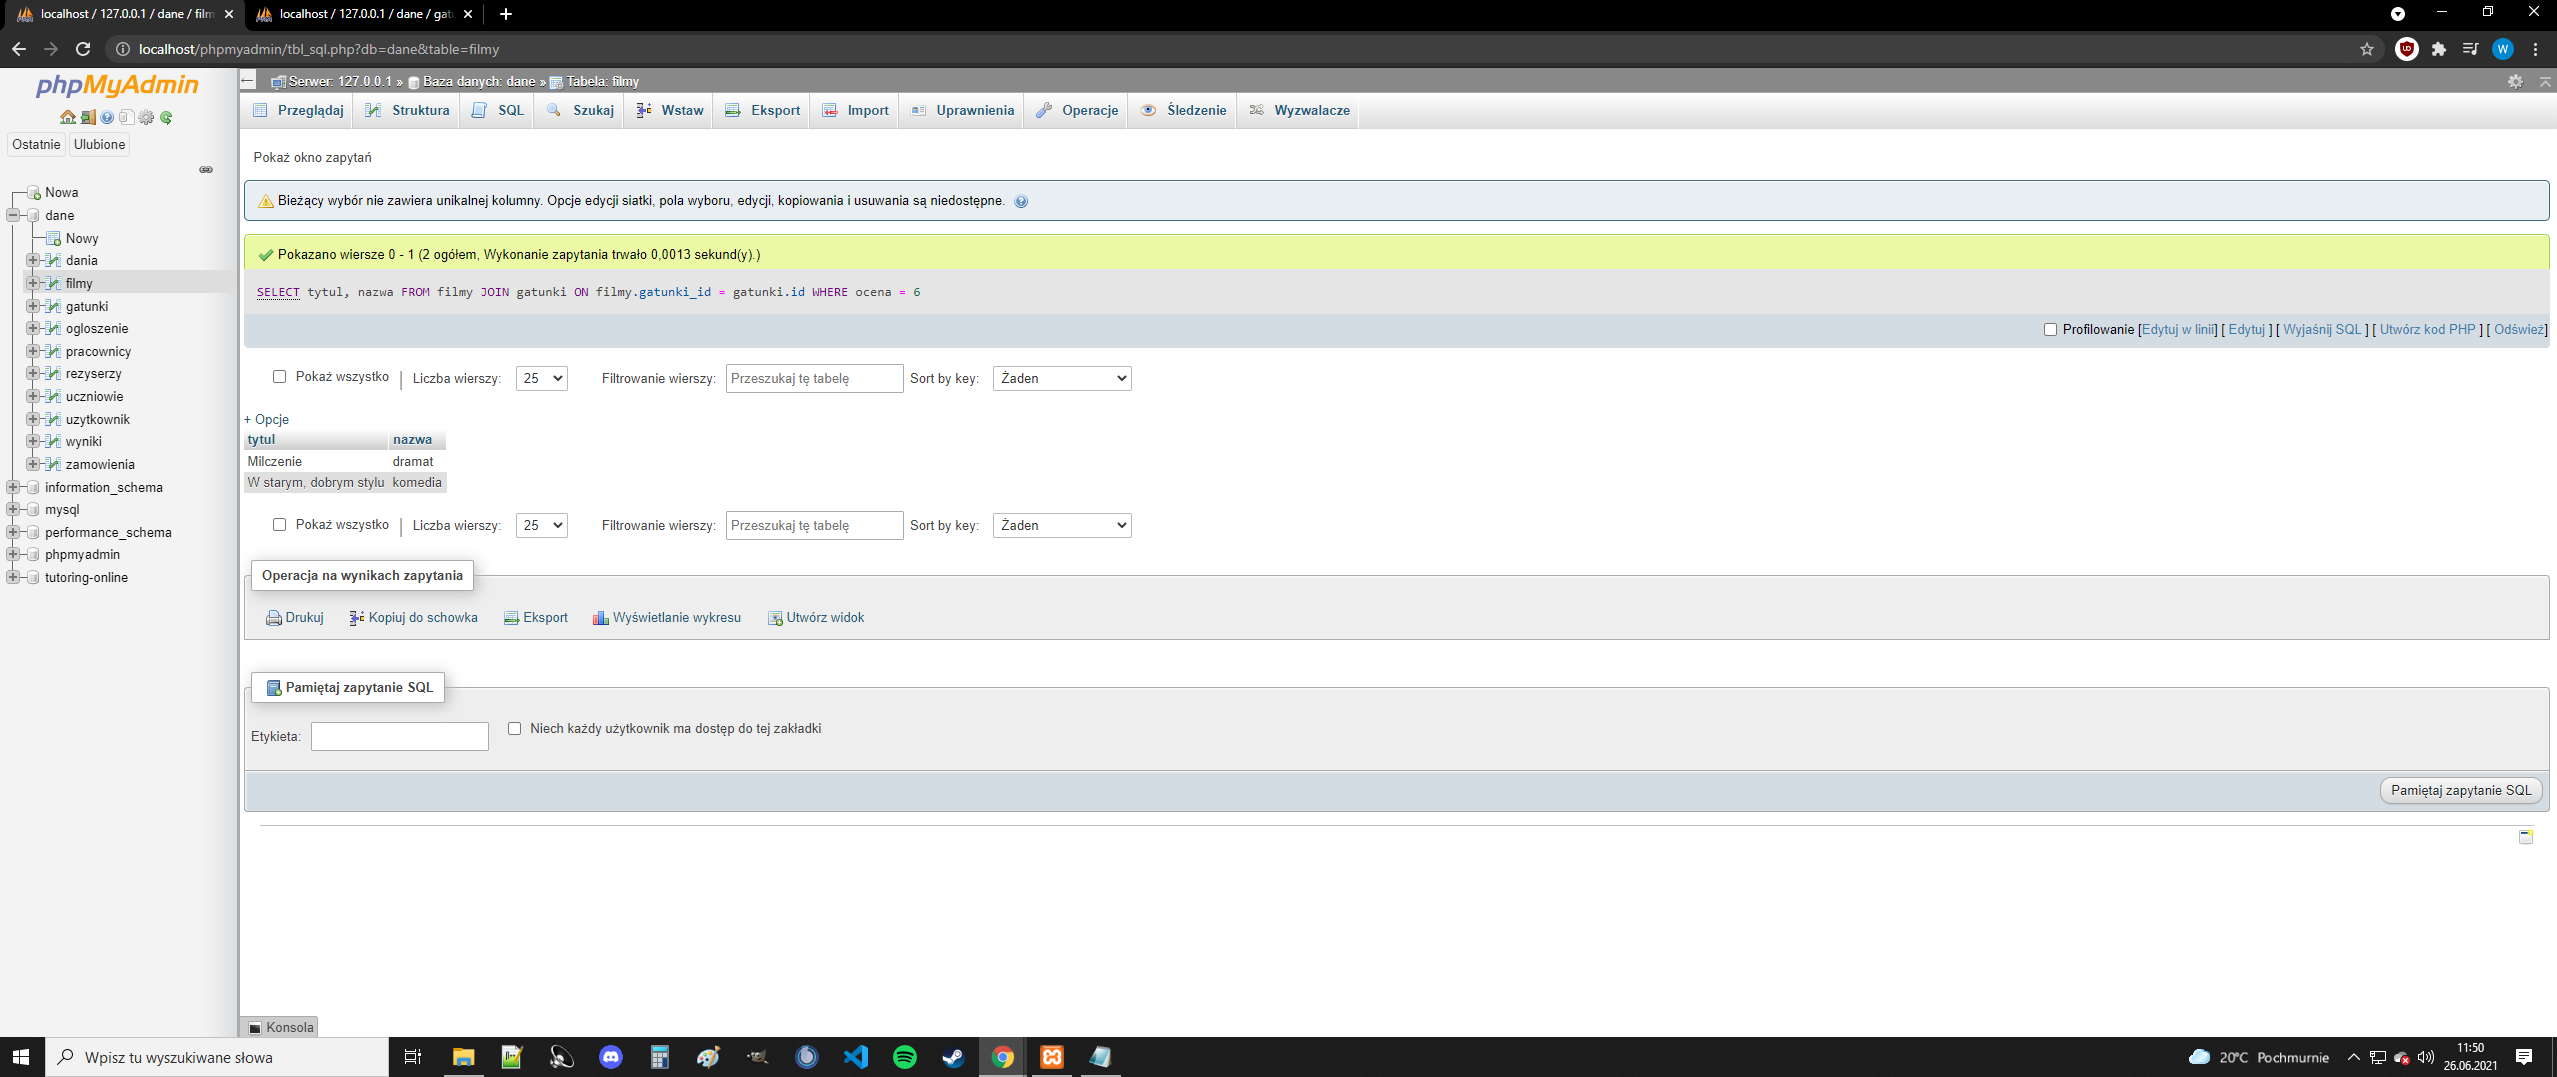 localhost / 127.0.0.1 / dane / film
localhost / 127.0.0.1 / dane / gatu
localhost/phpmyadmin/tbl_sql.php?db=dane&table=filmy
W
phpMyAdmin
Ostatnie Ulubione
Nowa
dane
Nowy
dania
filmy
gatunki
ogloszenie
pracownicy
rezyserzy
uczniowie
uzytkownik
wyniki
zamowienia
information_schema
mysql
performance_schema
phpmyadmin
tutoring-online
Serwer: 127.0.0.1 » Baza danych: dane » Tabela: filmy
Przeglądaj Struktura SQL Szukaj Wstaw Eksport Import Uprawnienia Operacje Śledzenie Wyzwalacze
Pokaż okno zapytań
Bieżący wybór nie zawiera unikalnej kolumny. Opcje edycji siatki, pola wyboru, edycji, kopiowania i usuwania są niedostępne.
Pokazano wiersze 0 - 1 (2 ogółem, Wykonanie zapytania trwało 0,0013 sekund(y).)
SELECT tytul, nazwa FROM filmy JOIN gatunki ON filmy.gatunki_id = gatunki.id WHERE ocena = 6
Profilowanie [Edytuj w linii] [ Edytuj ] [ Wyjaśnij SQL ] [ Utwórz kod PHP ] [ Odśwież]
Pokaż wszystko | Liczba wierszy: 25 Filtrowanie wierszy: Przeszukaj tę tabelę Sort by key: Żaden
+ Opcje
tytul nazwa
Milczenie dramat
W starym, dobrym stylu komedia
Pokaż wszystko | Liczba wierszy: 25 Filtrowanie wierszy: Przeszukaj tę tabelę Sort by key: Żaden
Operacja na wynikach zapytania
Drukuj Kopiuj do schowka Eksport Wyświetlanie wykresu Utwórz widok
Pamiętaj zapytanie SQL
Etykieta: Niech każdy użytkownik ma dostęp do tej zakładki
Pamiętaj zapytanie SQL
Konsola
Wpisz tu wyszukiwane słowa
20°C Pochmurnie
11:50
26.06.2021